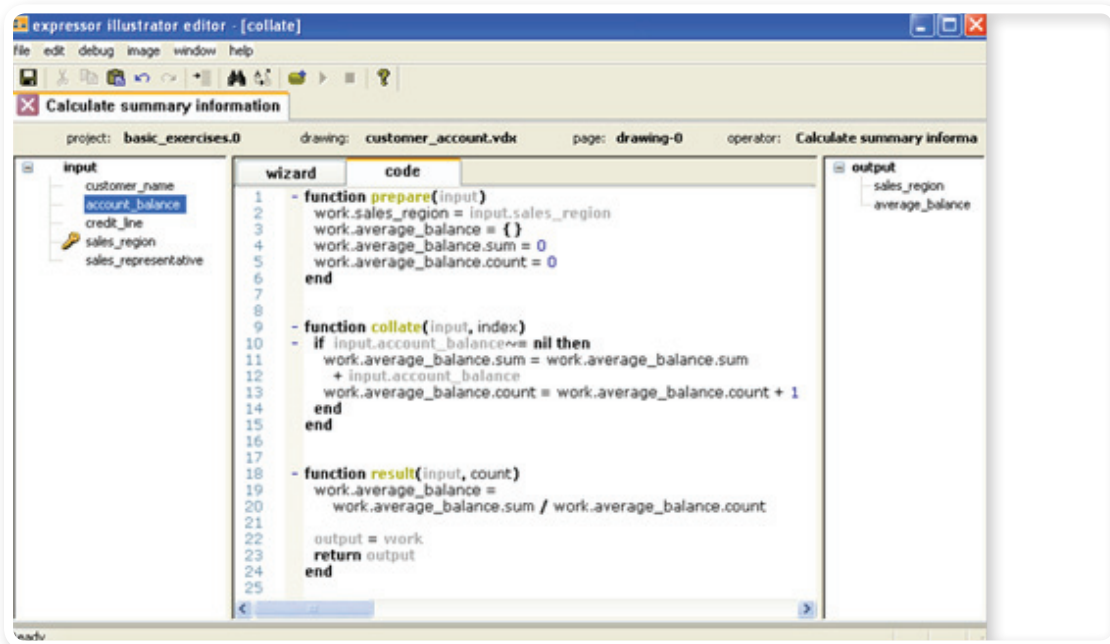 expressor illustrator editor - [collate]
file edit debug image window help
Calculate summary information
project: basic_exercises.0 drawing: customer_account.vdx page: drawing-0 operator: Calculate summary informa
input
customer_name
account_balance
credit_line
sales_region
sales_representative
wizard code
1 - function prepare(input)
2 work.sales_region = input.sales_region
3 work.average_balance = {}
4 work.average_balance.sum = 0
5 work.average_balance.count = 0
6 end
7
8
9 - function collate(input, index)
10 - if input.account_balance~= nil then
11 work.average_balance.sum = work.average_balance.sum
12 + input.account_balance
13 work.average_balance.count = work.average_balance.count + 1
14 end
15 end
16
17
18 - function result(input, count)
19 work.average_balance =
20 work.average_balance.sum / work.average_balance.count
21
22 output = work
23 return output
24 end
25
output
sales_region
average_balance